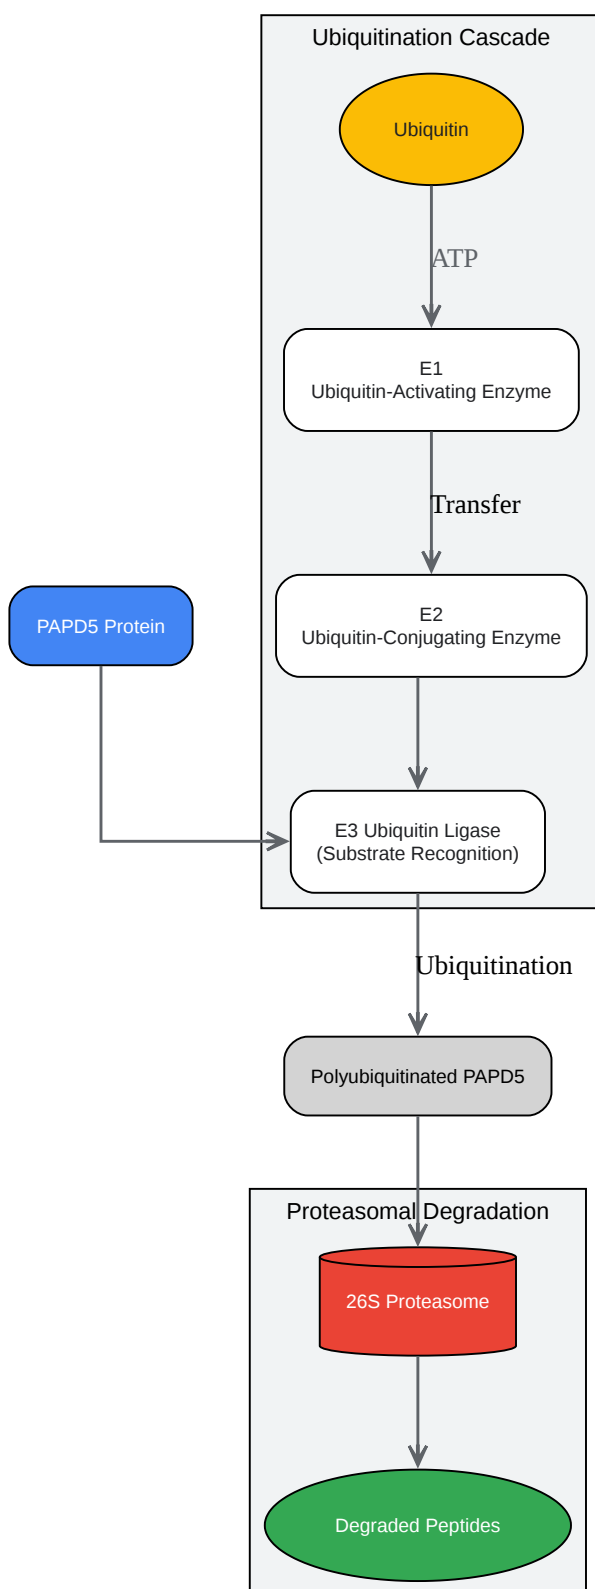 Ubiquitination Cascade
Ubiquitin
ATP
E1
Ubiquitin-Activating Enzyme
Transfer
E2
Ubiquitin-Conjugating Enzyme
PAPD5 Protein
E3 Ubiquitin Ligase
(Substrate Recognition)
Ubiquitination
Polyubiquitinated PAPD5
Proteasomal Degradation
26S Proteasome
Degraded Peptides